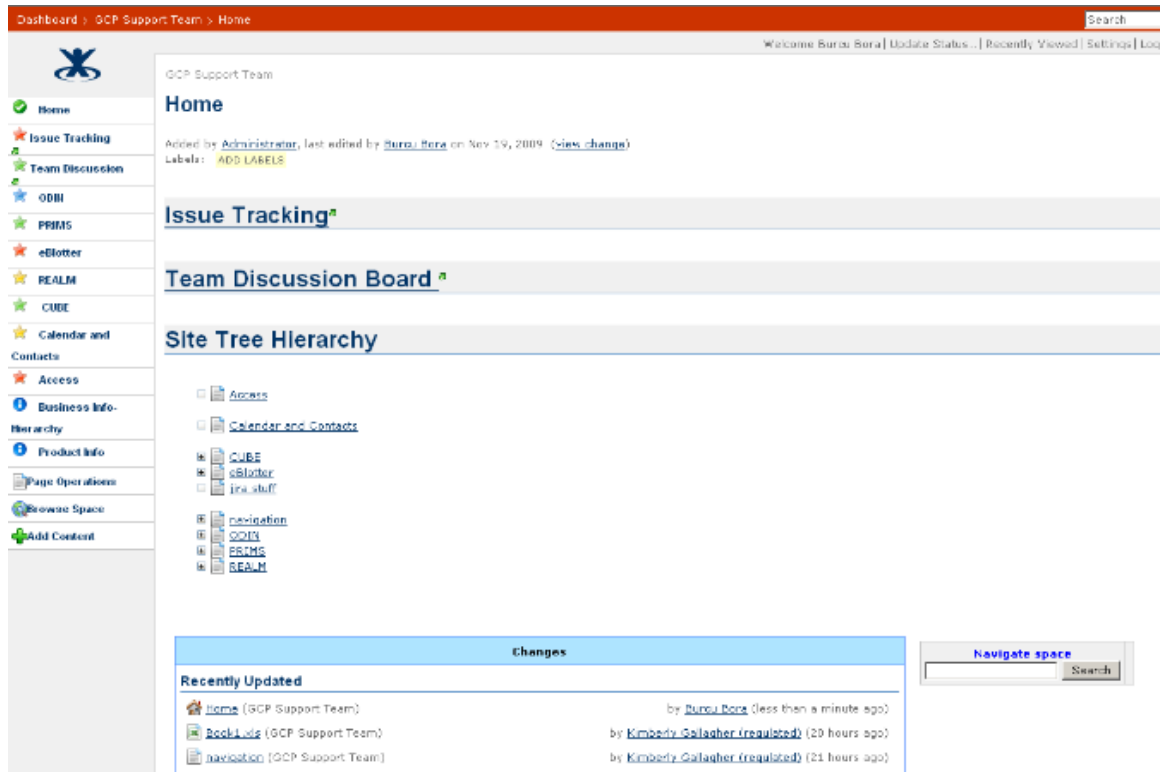 Dashboard > GCP Support Team > Home
Search
Welcome Burcu Bora | Update Status... | Recently Viewed | Settings | Log
GCP Support Team
Home
Added by Administrator, last edited by Burcu Bora on Nov 19, 2009 (view change)
Labels: ADD LABELS
Home
Issue Tracking
Team Discussion
ODIN
PRIMS
eBlotter
REALM
CUBE
Calendar and
Contacts
Access
Business Info-
Hierarchy
Product Info
Page Operations
Browse Space
Add Content
Issue Tracking
Team Discussion Board
Site Tree Hierarchy
Access
Calendar and Contacts
CUBE
eBlotter
jira stuff
navigation
ODIN
PRIMS
REALM
Changes
Recently Updated
Home (GCP Support Team) by Burcu Bora (less than a minute ago)
Book1.xls (GCP Support Team) by Kimberly Gallagher (regulated) (20 hours ago)
navigation (GCP Support Team) by Kimberly Gallagher (regulated) (21 hours ago)
Navigate space
Search